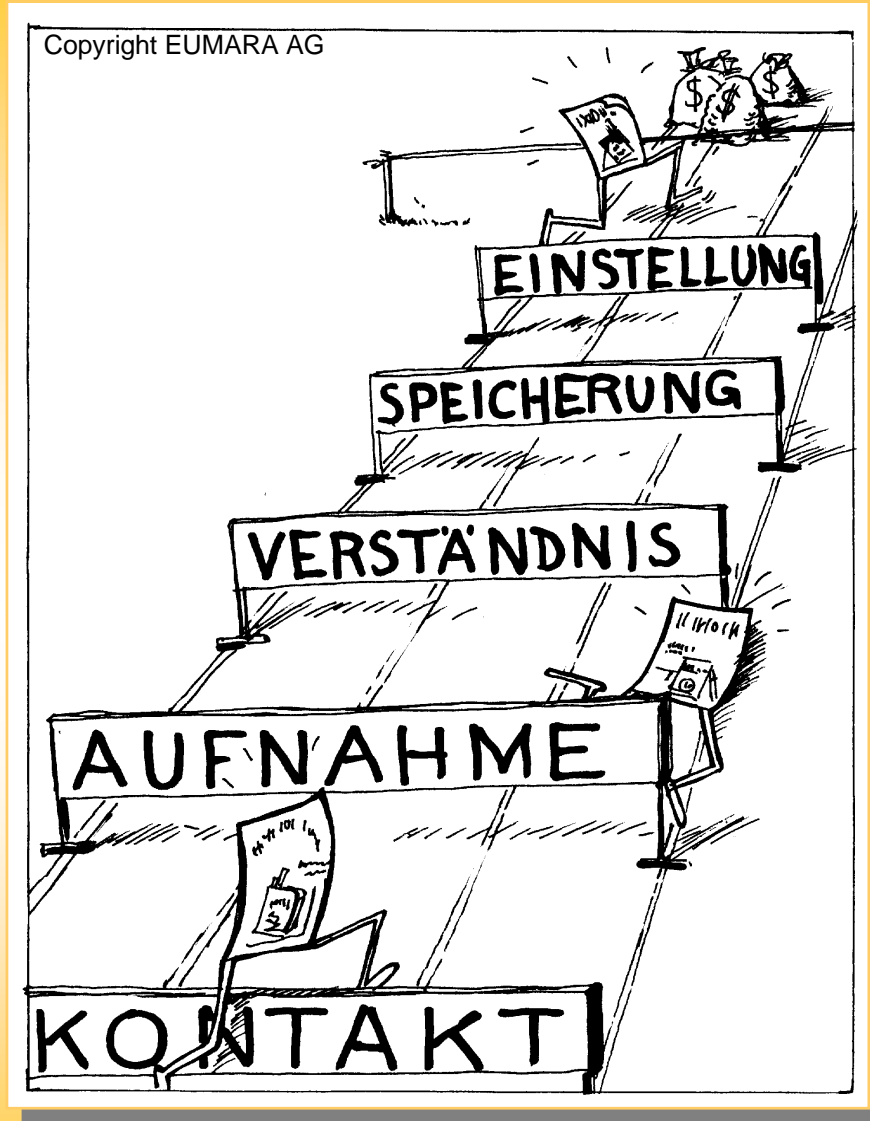 Copyright EUMARA AG
$ $ $
EINSTELLUNG
SPEICHERUNG
VERSTÄNDNIS
AUFNAHME
KONTAKT